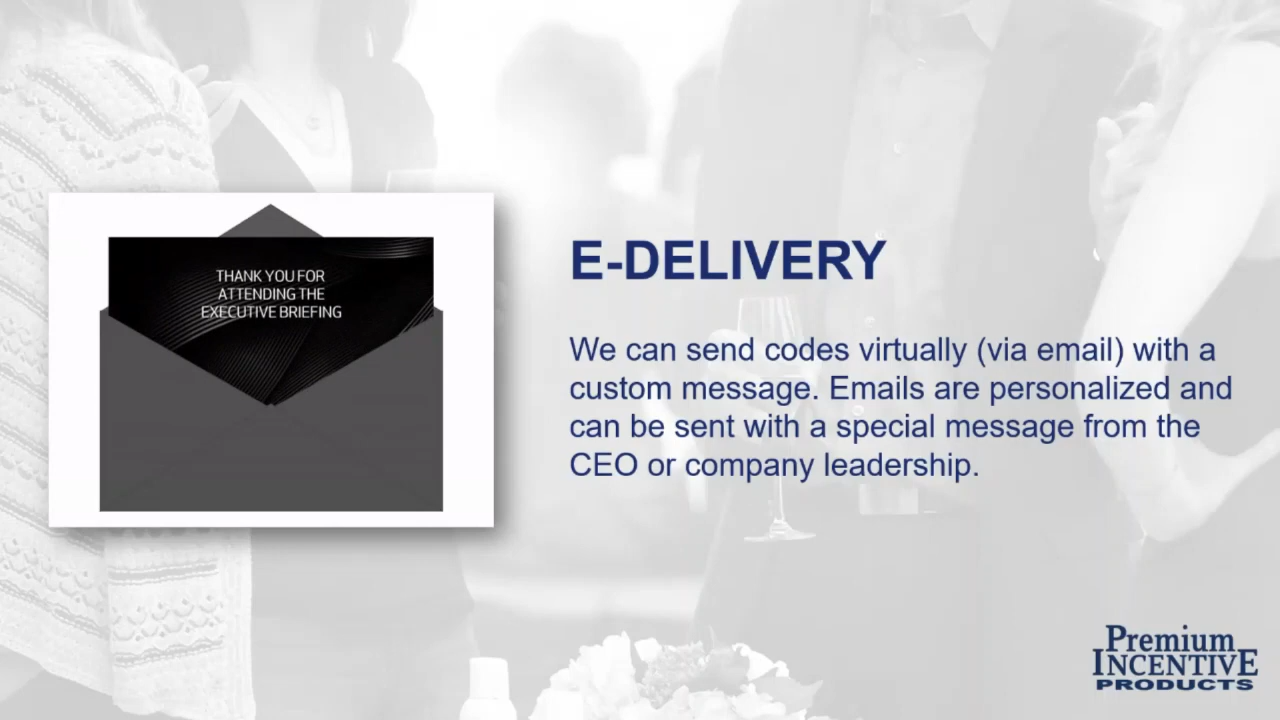 THANK YOU FOR
ATTENDING THE
EXECUTIVE BRIEFING
E-DELIVERY
We can send codes virtually (via email) with a
custom message. Emails are personalized and
can be sent with a special message from the
CEO or company leadership.
Premium
INCENTIVE
PRODUCTS